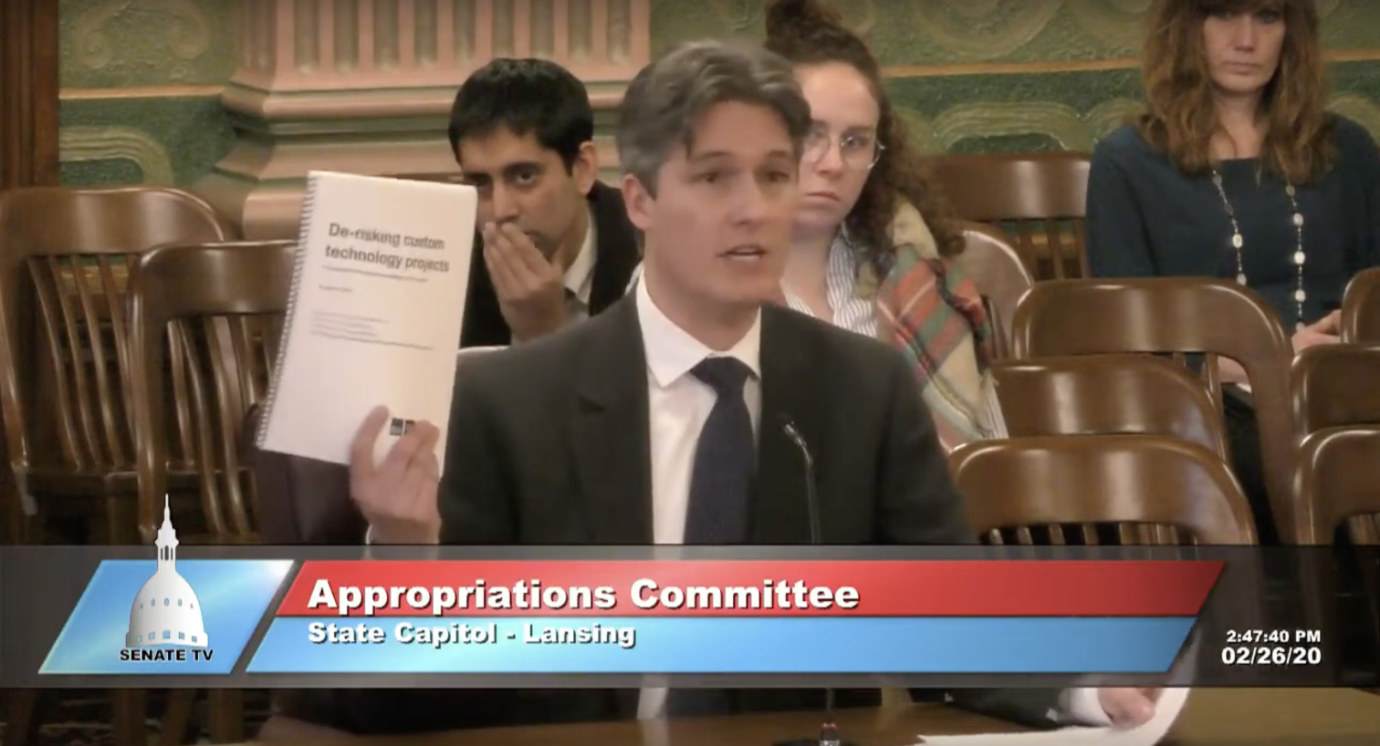 De-risking custom
technology projects
Appropriations Committee
State Capitol - Lansing
SENATE TV
2:47:40 PM
02/26/20